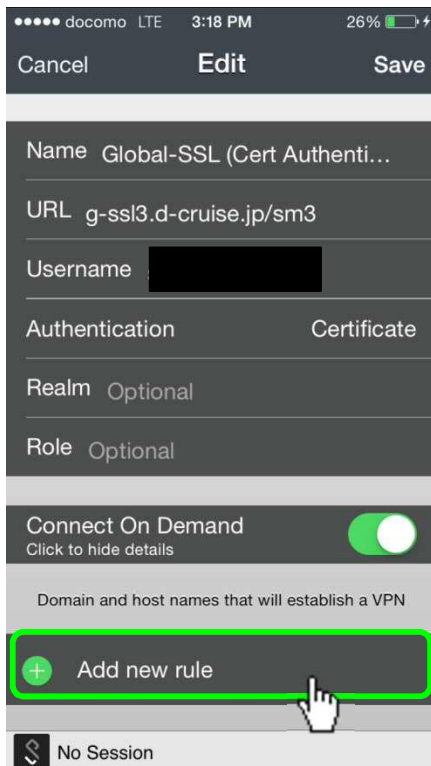 docomo LTE 3:18 PM 26%
Cancel Edit Save
Name Global-SSL (Cert Authenti...
URL g-ssl3.d-cruise.jp/sm3
Username
Authentication Certificate
Realm Optional
Role Optional
Connect On Demand
Click to hide details
Domain and host names that will establish a VPN
Add new rule
No Session